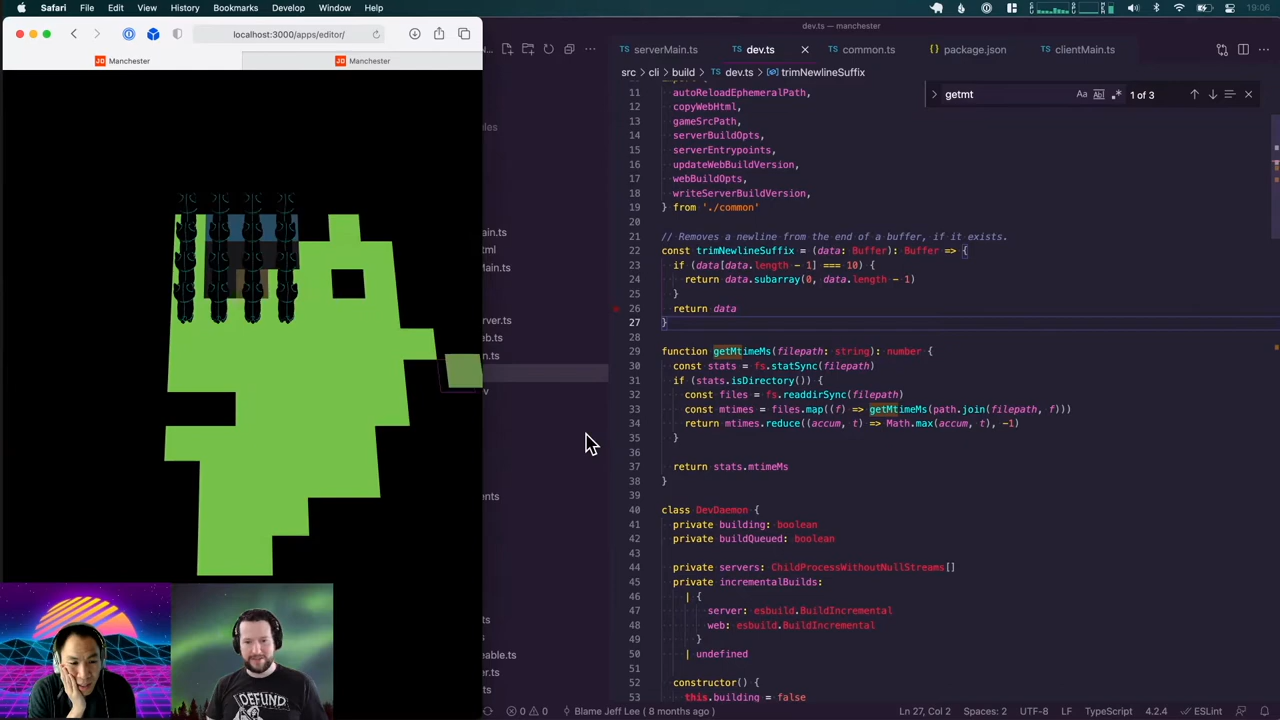 Safari File Edit View History Bookmarks Develop Window Help
19:06
localhost:3000/apps/editor/
JD Manchester
JD Manchester
dev.ts — manchester
serverMain.ts
dev.ts
common.ts
package.json
clientMain.ts
src > cli > build > dev.ts > trimNewlineSuffix
getmt
Aa
1 of 3
11 autoReloadEphemeralPath,
12 copyWebHtml,
13 gameSrcPath,
14 serverBuildOpts,
15 serverEntrypoints,
16 updateWebBuildVersion,
17 webBuildOpts,
18 writeServerBuildVersion,
19 } from './common'
20
21 // Removes a newline from the end of a buffer, if it exists.
22 const trimNewlineSuffix = (data: Buffer): Buffer => {
23 if (data[data.length - 1] === 10) {
24 return data.subarray(0, data.length - 1)
25 }
26 return data
27 }
28
29 function getMtimeMs(filepath: string): number {
30 const stats = fs.statSync(filepath)
31 if (stats.isDirectory()) {
32 const files = fs.readdirSync(filepath)
33 const mtimes = files.map((f) => getMtimeMs(path.join(filepath, f)))
34 return mtimes.reduce((accum, t) => Math.max(accum, t), -1)
35 }
36
37 return stats.mtimeMs
38 }
39
40 class DevDaemon {
41 private building: boolean
42 private buildQueued: boolean
43
44 private servers: ChildProcessWithoutNullStreams[]
45 private incrementalBuilds:
46 | {
47 server: esbuild.BuildIncremental
48 web: esbuild.BuildIncremental
49 }
50 | undefined
51
52 constructor() {
53 this.building = false
DEFUND
0 0
Blame Jeff Lee ( 8 months ago )
Ln 27, Col 2 Spaces: 2 UTF-8 LF TypeScript 4.2.4 ESLint